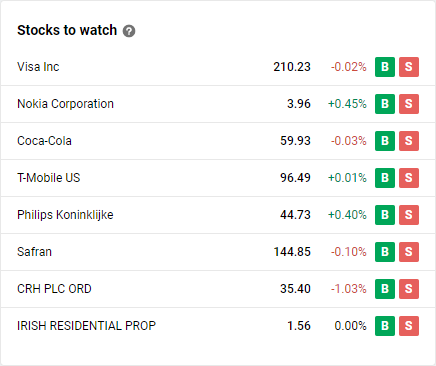 Stocks to watch ?
Visa Inc 210.23 -0.02% B S
Nokia Corporation 3.96 +0.45% B S
Coca-Cola 59.93 -0.03% B S
T-Mobile US 96.49 +0.01% B S
Philips Koninklijke 44.73 +0.40% B S
Safran 144.85 -0.10% B S
CRH PLC ORD 35.40 -1.03% B S
IRISH RESIDENTIAL PROP 1.56 0.00% B S